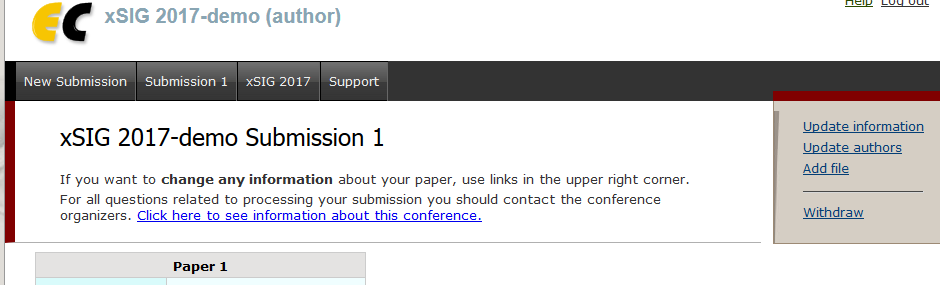 EC
xSIG 2017-demo (author)
Help Log out
New Submission Submission 1 xSIG 2017 Support
xSIG 2017-demo Submission 1
If you want to change any information about your paper, use links in the upper right corner.
For all questions related to processing your submission you should contact the conference
organizers. Click here to see information about this conference.
Update information
Update authors
Add file
Withdraw
Paper 1